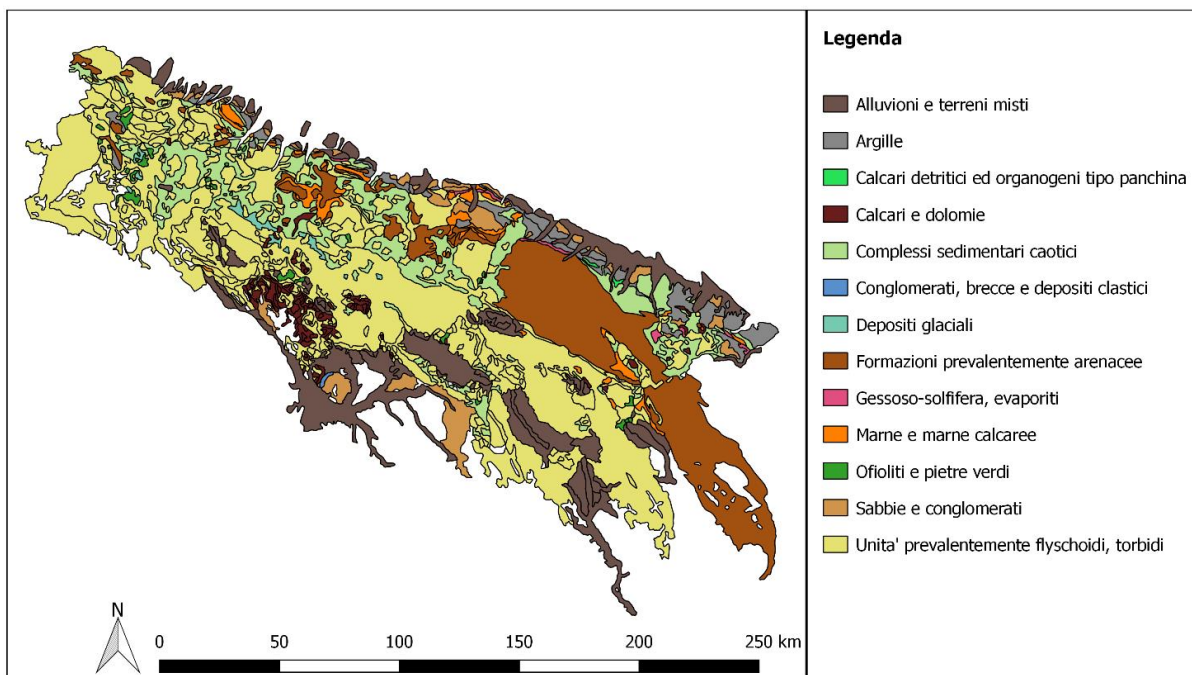 Legenda
Alluvioni e terreni misti
Argille
Calcari detritici ed organogeni tipo panchina
Calcari e dolomie
Complessi sedimentari caotici
Conglomerati, brecce e depositi clastici
Depositi glaciali
Formazioni prevalentemente arenacee
Gessoso-solfifera, evaporiti
Marne e marne calcaree
Ofioliti e pietre verdi
Sabbie e conglomerati
Unita' prevalentemente flyschoidi, torbidi
N
0 50 100 150 200 250 km